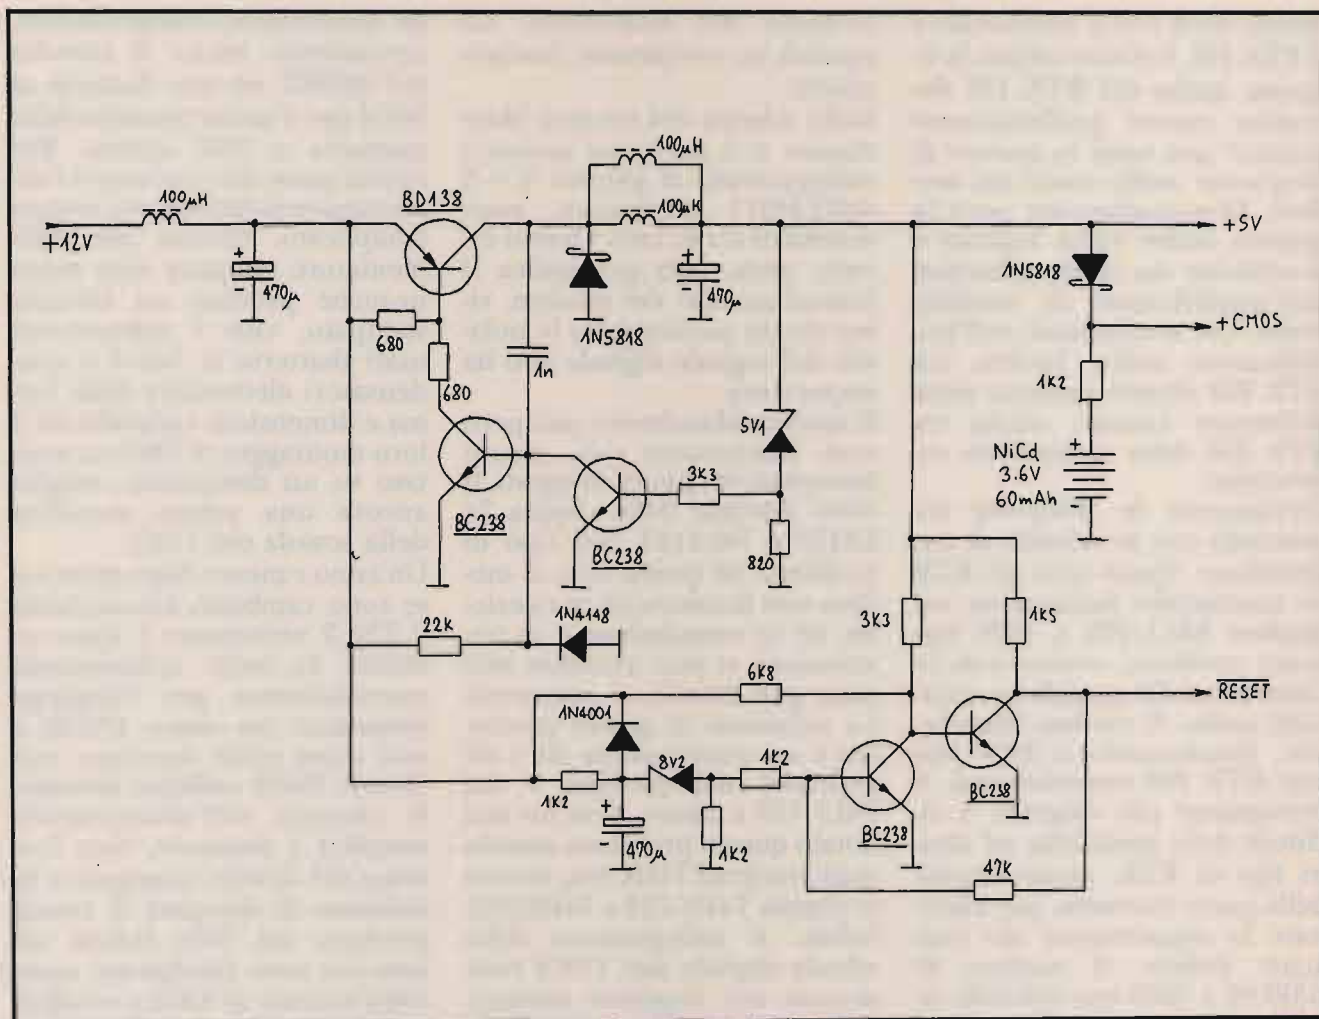 100μH
100μH
BD138
100μH
+12V
+5V
+
-
470μ
+
-
470μ
1N5818
1N5818
+CMOS
680
1n
680
1K2
5V1
NiCd
3.6V
60mAh
+
-
3K3
BC238
BC238
820
3K3
1K5
22K
1N4148
6K8
RESET
1N4001
1K2
8V2
1K2
BC238
+
470μ
1K2
BC238
47K